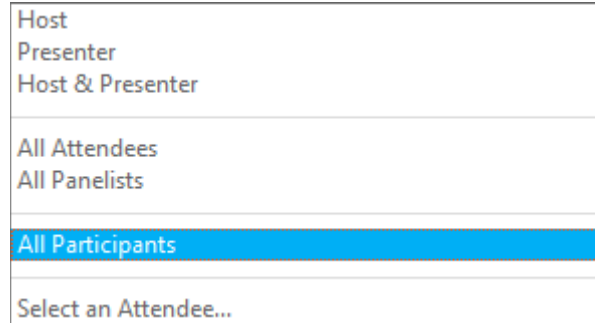 Host
Presenter
Host & Presenter
All Attendees
All Panelists
All Participants
Select an Attendee...